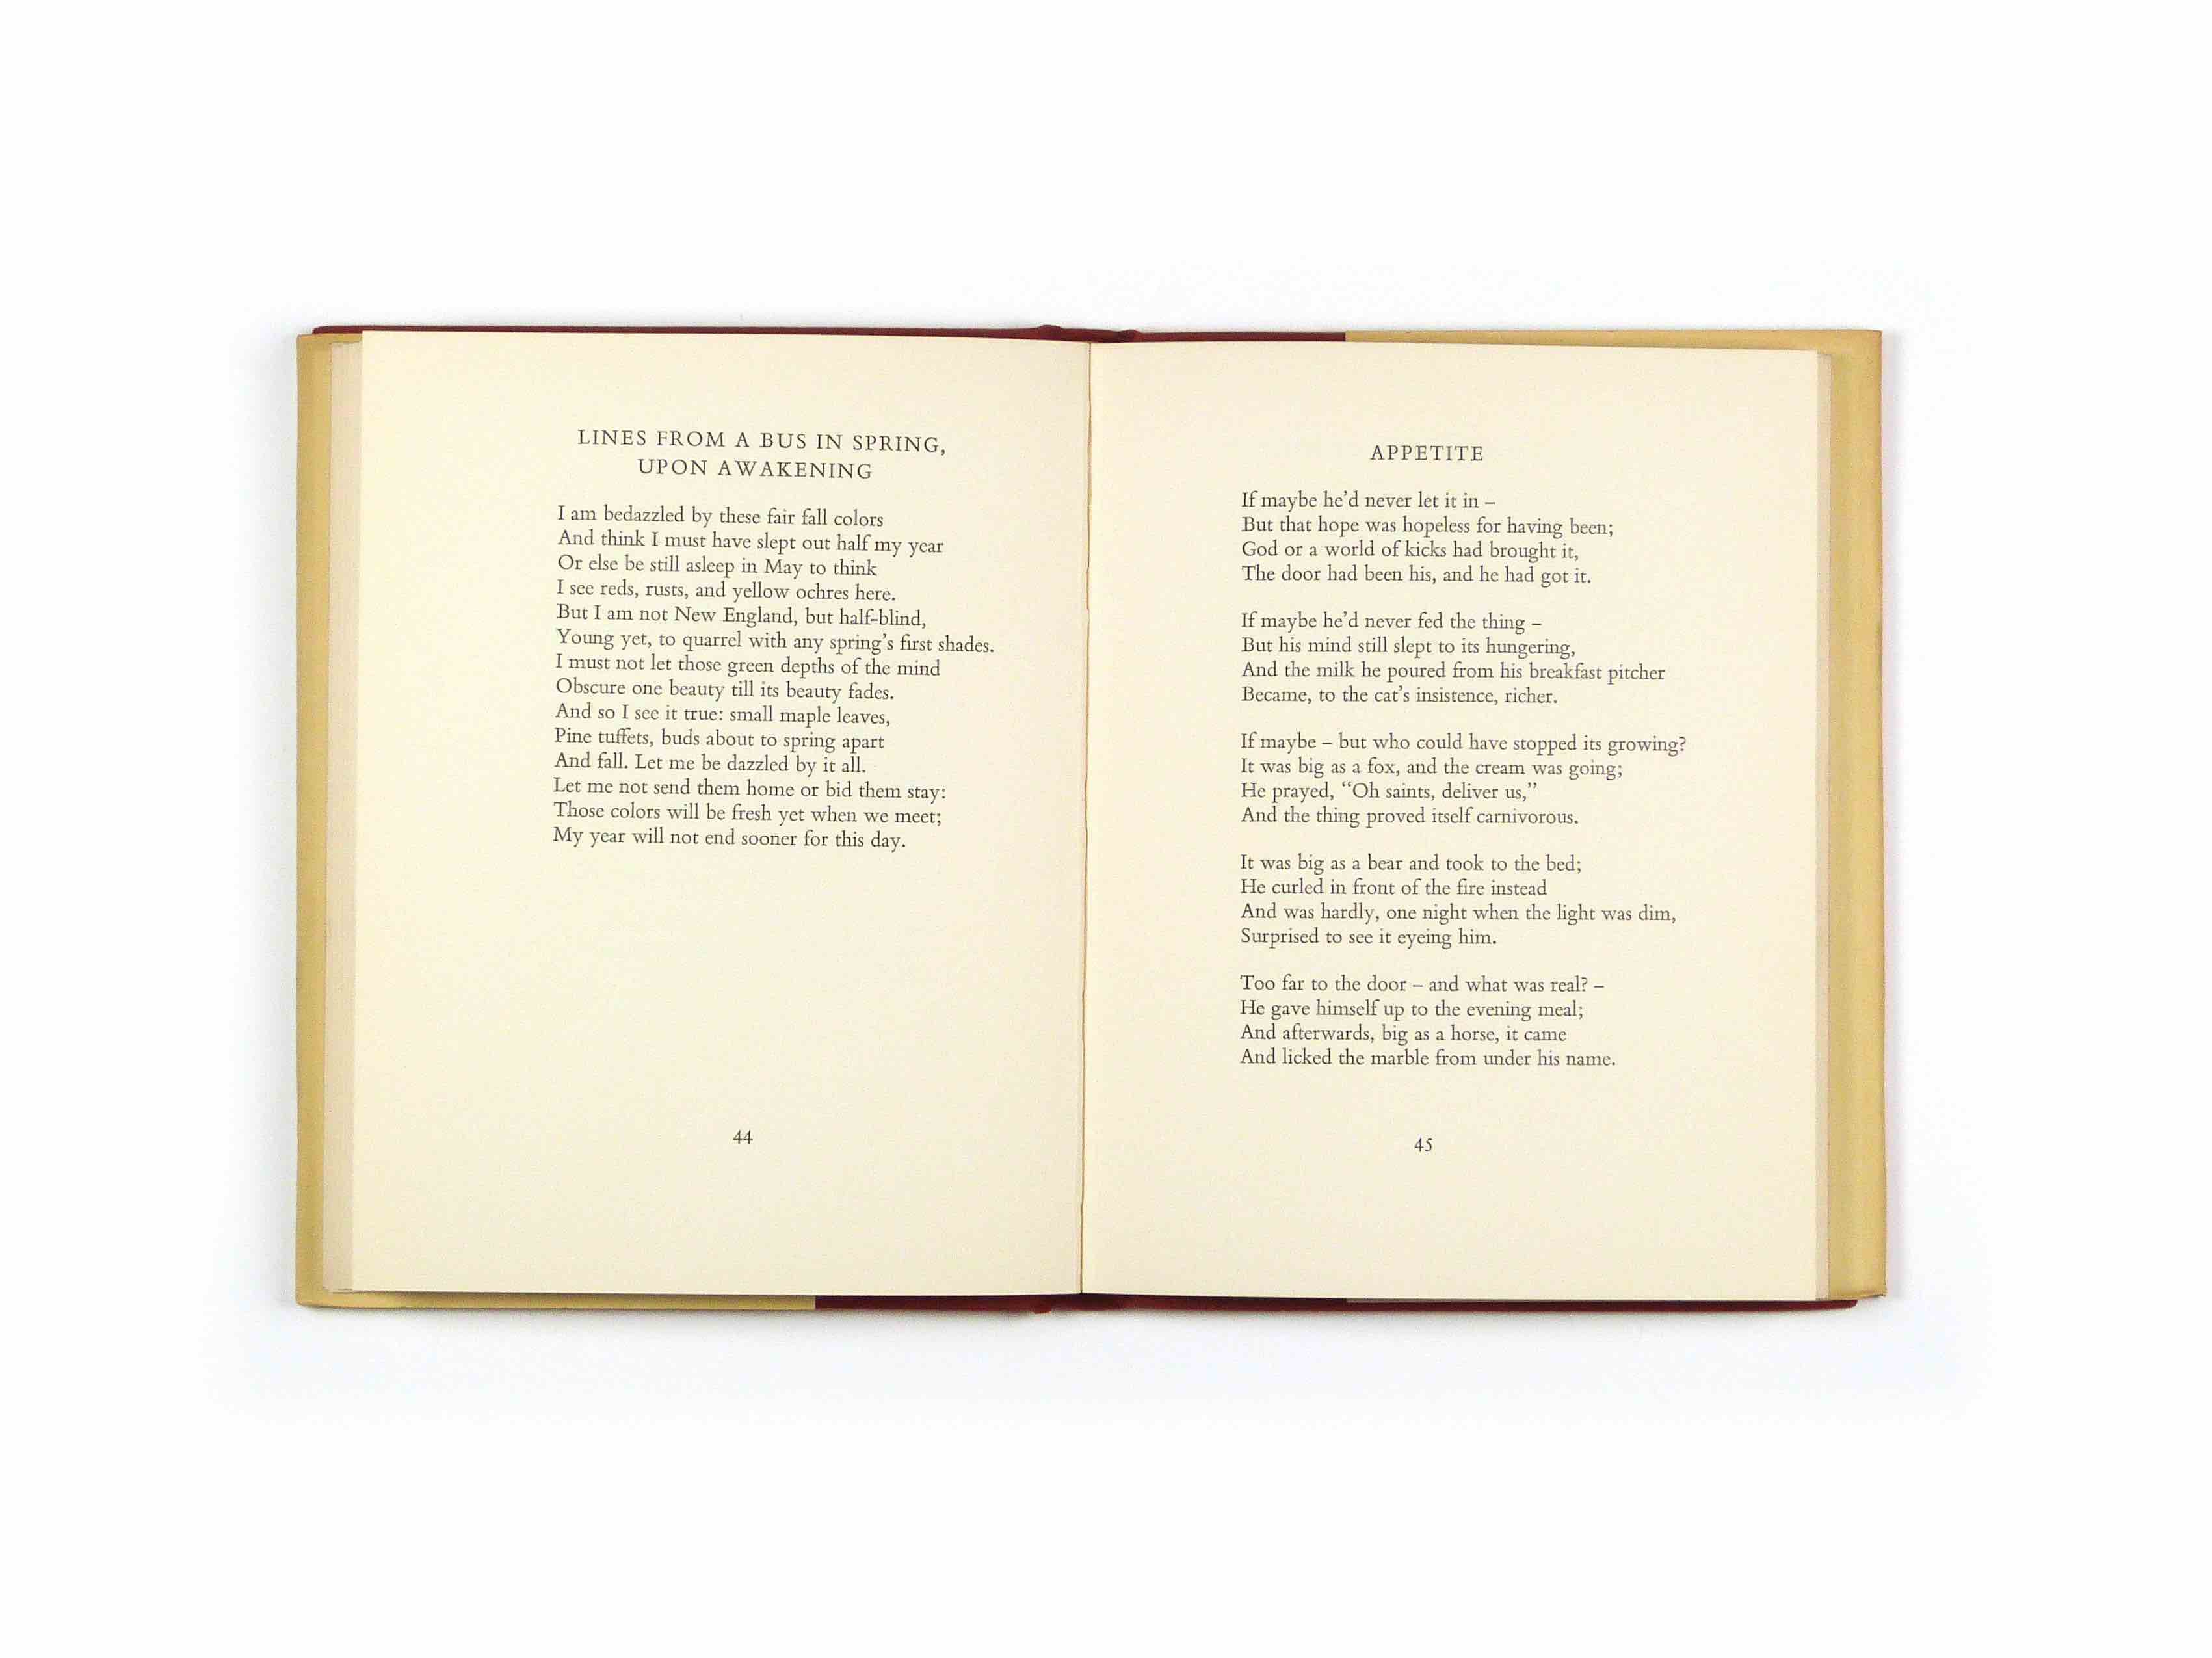 LINES FROM A BUS IN SPRING,
UPON AWAKENING
I am bedazzled by these fair fall colors
And think I must have slept out half my year
Or else be still asleep in May to think
I see reds, rusts, and yellow ochres here.
But I am not New England, but half-blind,
Young yet, to quarrel with any spring's first shades.
I must not let those green depths of the mind
Obscure one beauty till its beauty fades.
And so I see it true: small maple leaves,
Pine tuffets, buds about to spring apart
And fall. Let me be dazzled by it all.
Let me not send them home or bid them stay:
Those colors will be fresh yet when we meet;
My year will not end sooner for this day.
44
APPETITE
If maybe he'd never let it in –
But that hope was hopeless for having been;
God or a world of kicks had brought it,
The door had been his, and he had got it.
If maybe he'd never fed the thing –
But his mind still slept to its hungering,
And the milk he poured from his breakfast pitcher
Became, to the cat's insistence, richer.
If maybe – but who could have stopped its growing?
It was big as a fox, and the cream was going;
He prayed, “Oh saints, deliver us,”
And the thing proved itself carnivorous.
It was big as a bear and took to the bed;
He curled in front of the fire instead
And was hardly, one night when the light was dim,
Surprised to see it eyeing him.
Too far to the door – and what was real? –
He gave himself up to the evening meal;
And afterwards, big as a horse, it came
And licked the marble from under his name.
45